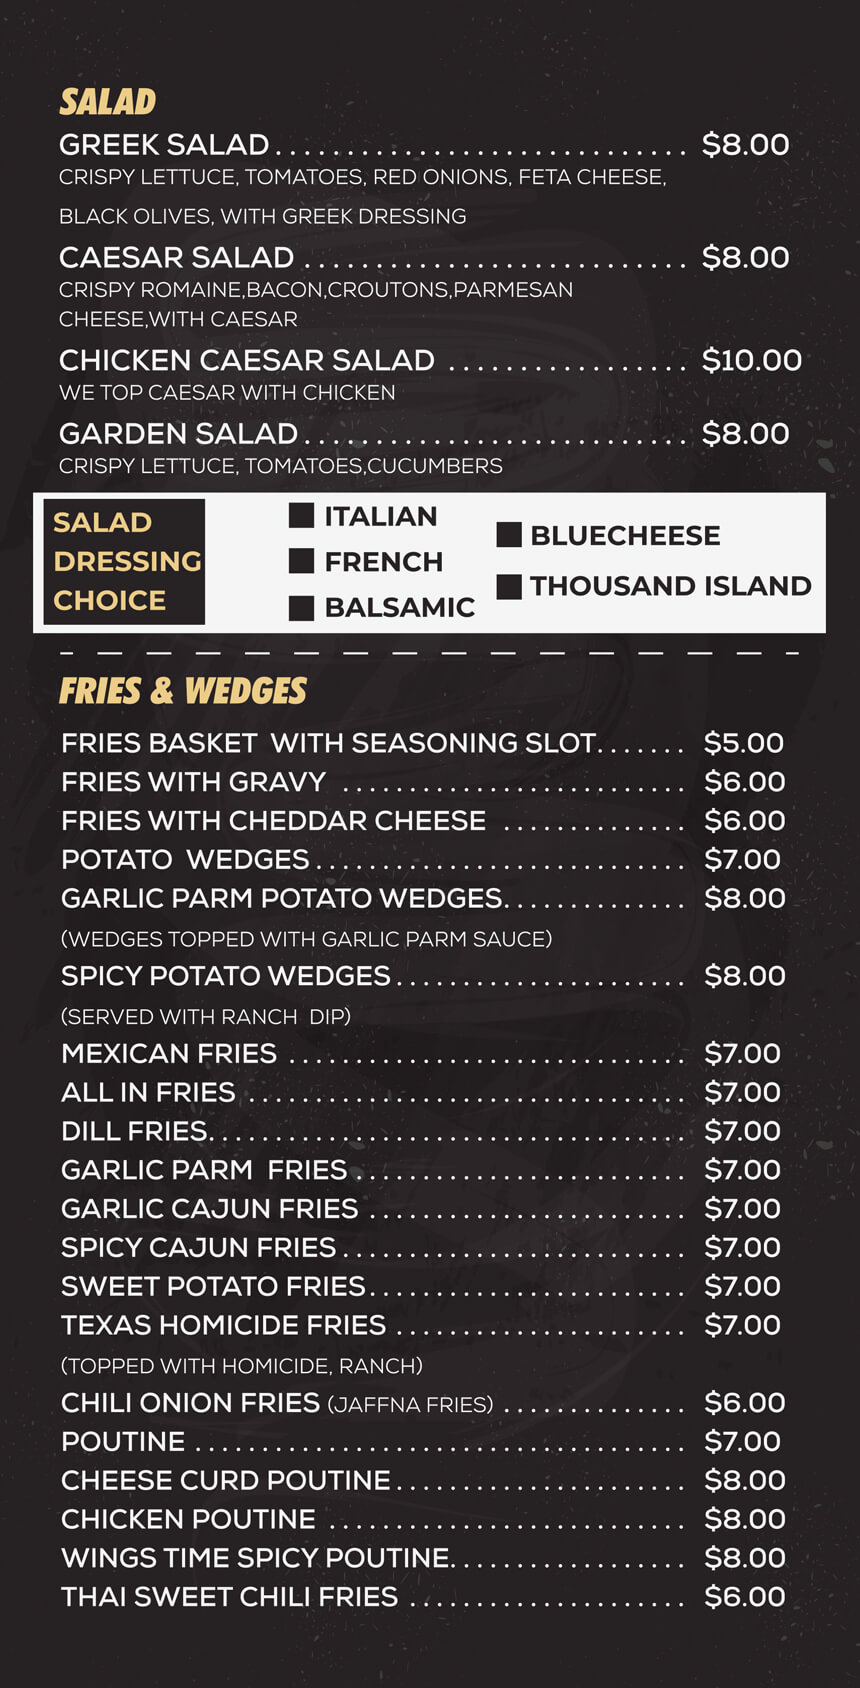 SALAD
GREEK SALAD............................. $8.00
CRISPY LETTUCE, TOMATOES, RED ONIONS, FETA CHEESE,
BLACK OLIVES, WITH GREEK DRESSING
CAESAR SALAD ........................... $8.00
CRISPY ROMAINE,BACON,CROUTONS,PARMESAN
CHEESE,WITH CAESAR
CHICKEN CAESAR SALAD ................. $10.00
WE TOP CAESAR WITH CHICKEN
GARDEN SALAD........................... $8.00
CRISPY LETTUCE, TOMATOES,CUCUMBERS
SALAD
DRESSING
CHOICE
ITALIAN
FRENCH
BALSAMIC
BLUECHEESE
THOUSAND ISLAND
FRIES & WEDGES
FRIES BASKET WITH SEASONING SLOT....... $5.00
FRIES WITH GRAVY .......................... $6.00
FRIES WITH CHEDDAR CHEESE .............. $6.00
POTATO WEDGES............................ $7.00
GARLIC PARM POTATO WEDGES.............. $8.00
(WEDGES TOPPED WITH GARLIC PARM SAUCE)
SPICY POTATO WEDGES...................... $8.00
(SERVED WITH RANCH DIP)
MEXICAN FRIES .............................. $7.00
ALL IN FRIES ................................. $7.00
DILL FRIES.................................... $7.00
GARLIC PARM FRIES......................... $7.00
GARLIC CAJUN FRIES ........................ $7.00
SPICY CAJUN FRIES.......................... $7.00
SWEET POTATO FRIES........................ $7.00
TEXAS HOMICIDE FRIES ...................... $7.00
(TOPPED WITH HOMICIDE, RANCH)
CHILI ONION FRIES (JAFFNA FRIES) .............. $6.00
POUTINE ..................................... $7.00
CHEESE CURD POUTINE...................... $8.00
CHICKEN POUTINE ........................... $8.00
WINGS TIME SPICY POUTINE.................. $8.00
THAI SWEET CHILI FRIES ..................... $6.00